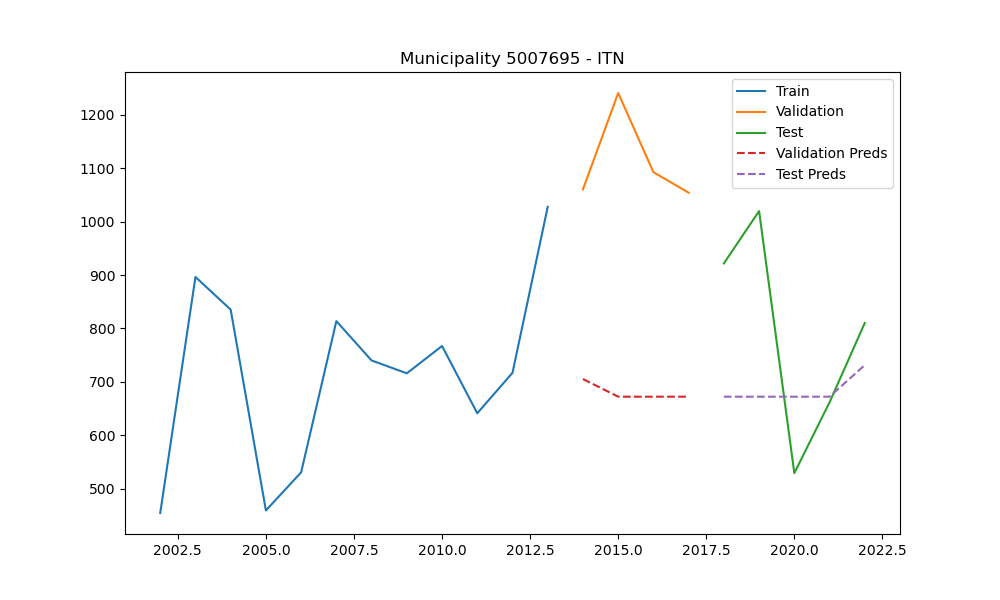 Municipality 5007695 - ITN
Train
Validation
Test
Validation Preds
Test Preds
1200
1100
1000
900
800
700
600
500
2002.5 2005.0 2007.5 2010.0 2012.5 2015.0 2017.5 2020.0 2022.5